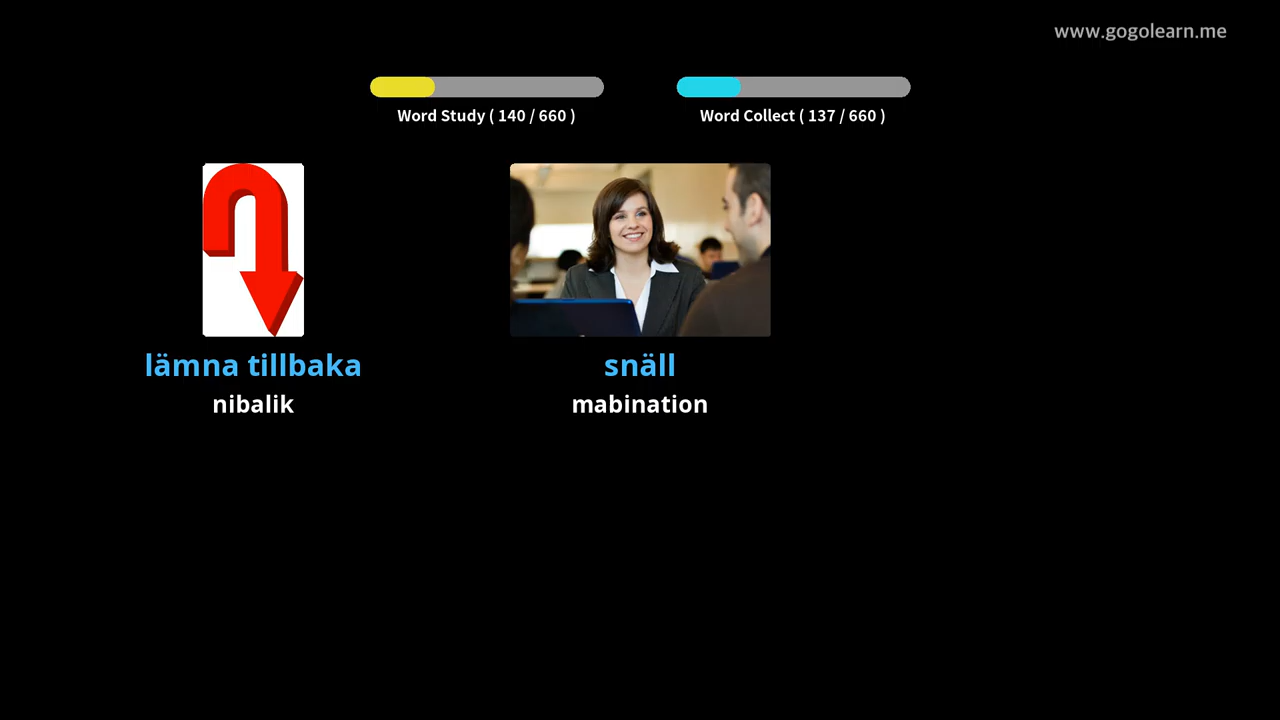 www.gogolearn.me
Word Study ( 140 / 660 )
Word Collect ( 137 / 660 )
lämna tillbaka
nibalik
snäll
mabination